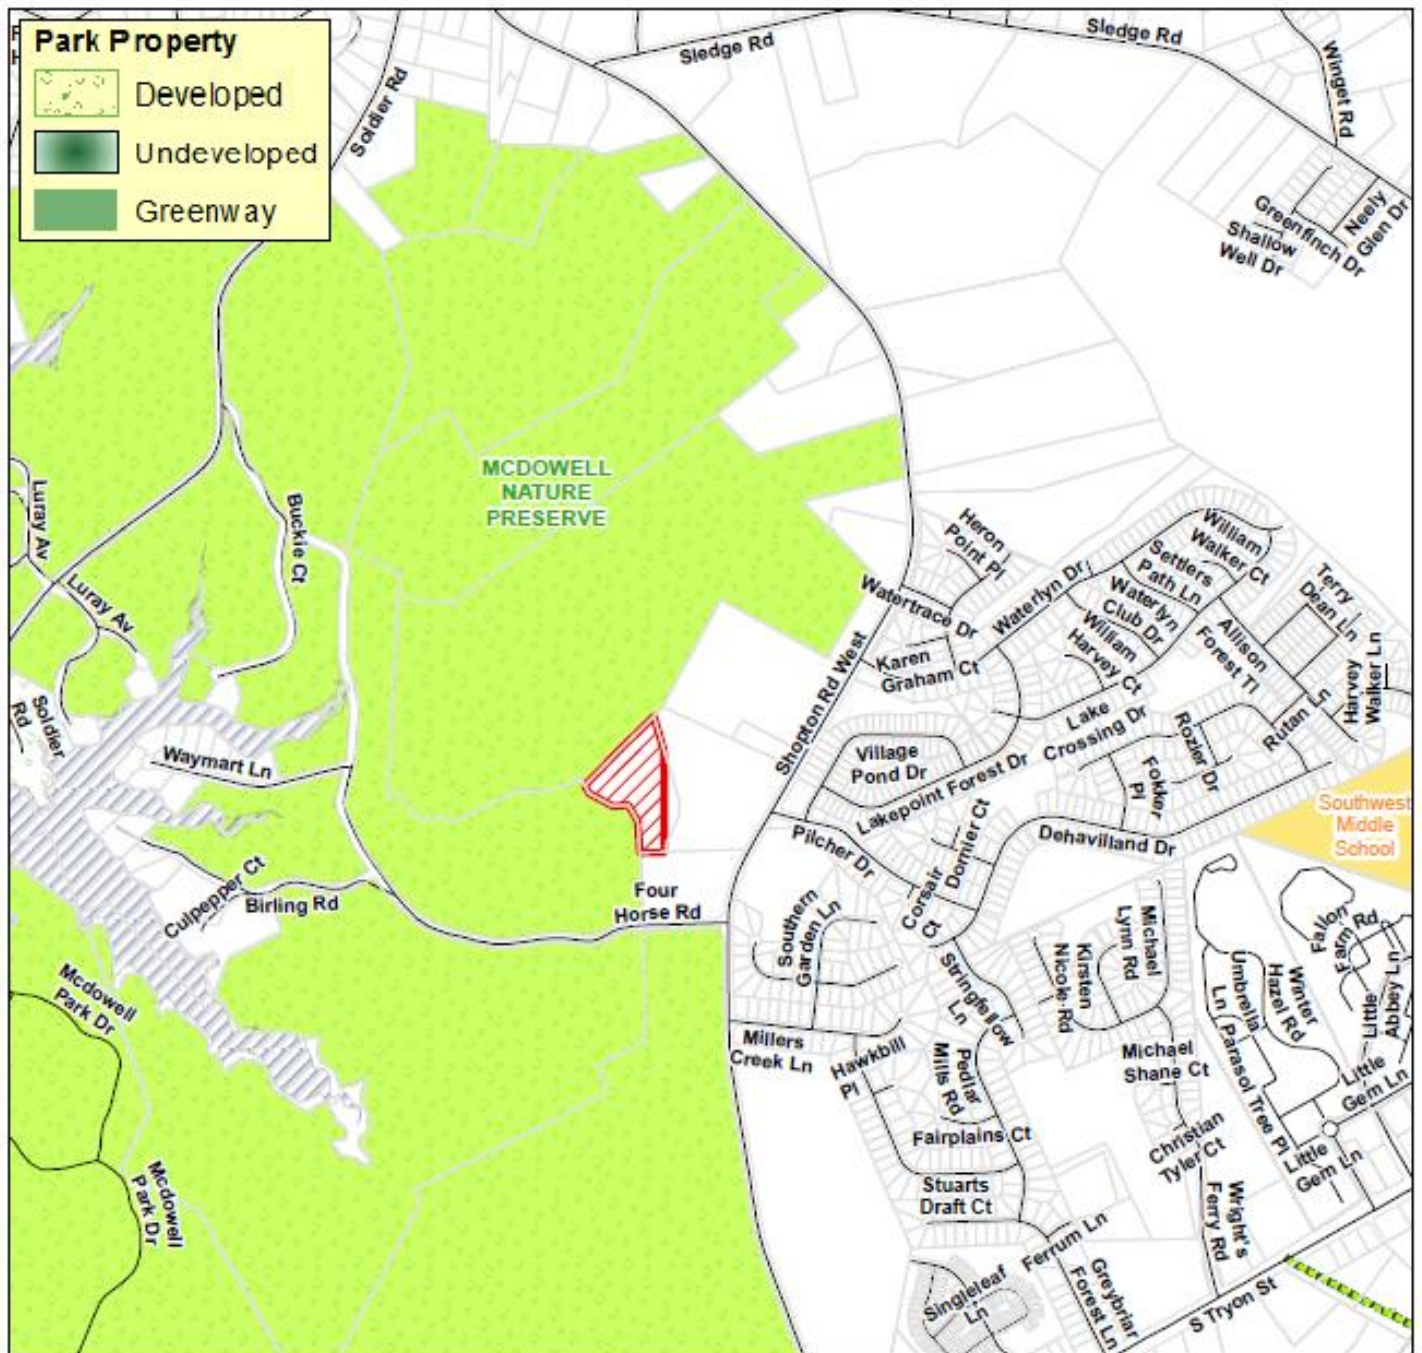 Park Property
Developed
Undeveloped
Greenway
Sledge Rd
Sledge Rd
Winget Rd
Soldier Rd
Greenfinch Dr
Neely
Glen Dr
Shallow
Well Dr
MCDOWELL
NATURE
PRESERVE
Luray Av
Buckie Ct
Luray Av
Heron
Point Pl
Watertrace Dr
Waterlyn Dr
William
Walker Ct
Settlers
Path Ln
Waterlyn
Club Dr
William
Harvey Ct
Allison
Forest Tl
Terry
Dean Ln
Harvey
Walker Ln
Karen
Graham Ct
Shopton Rd West
Lake
Crossing Dr
Rozier Dr
Rutan Ln
Soldier
Rd
Waymart Ln
Village
Pond Dr
Lakepoint Forest Dr
Fokker
Pl
Southwest
Middle
School
Pilcher Dr
Dornier Ct
Dehavilland Dr
Corsair
Ct
Culpepper Ct
Birling Rd
Four
Horse Rd
Southern
Garden Ln
Stringfellow
Ln
Kirsten
Nicole Rd
Michael
Lynn Rd
Umbrella
Ln
Winter
Hazel Rd
Fallon
Farm Rd
Little
Abbey Ln
Mcdowell
Park Dr
Millers
Creek Ln
Hawkbill
Pl
Pedlar
Mills Rd
Michael
Shane Ct
Parasol Tree Pl
Little
Gem Ln
Fairplains Ct
Christian
Tyler Ct
Little
Gem Ln
Mcdowell
Park Dr
Stuarts
Draft Ct
Wright's
Ferry Rd
Ferrum Ln
Singleleaf
Ln
Greybriar
Forest Ln
S Tryon St